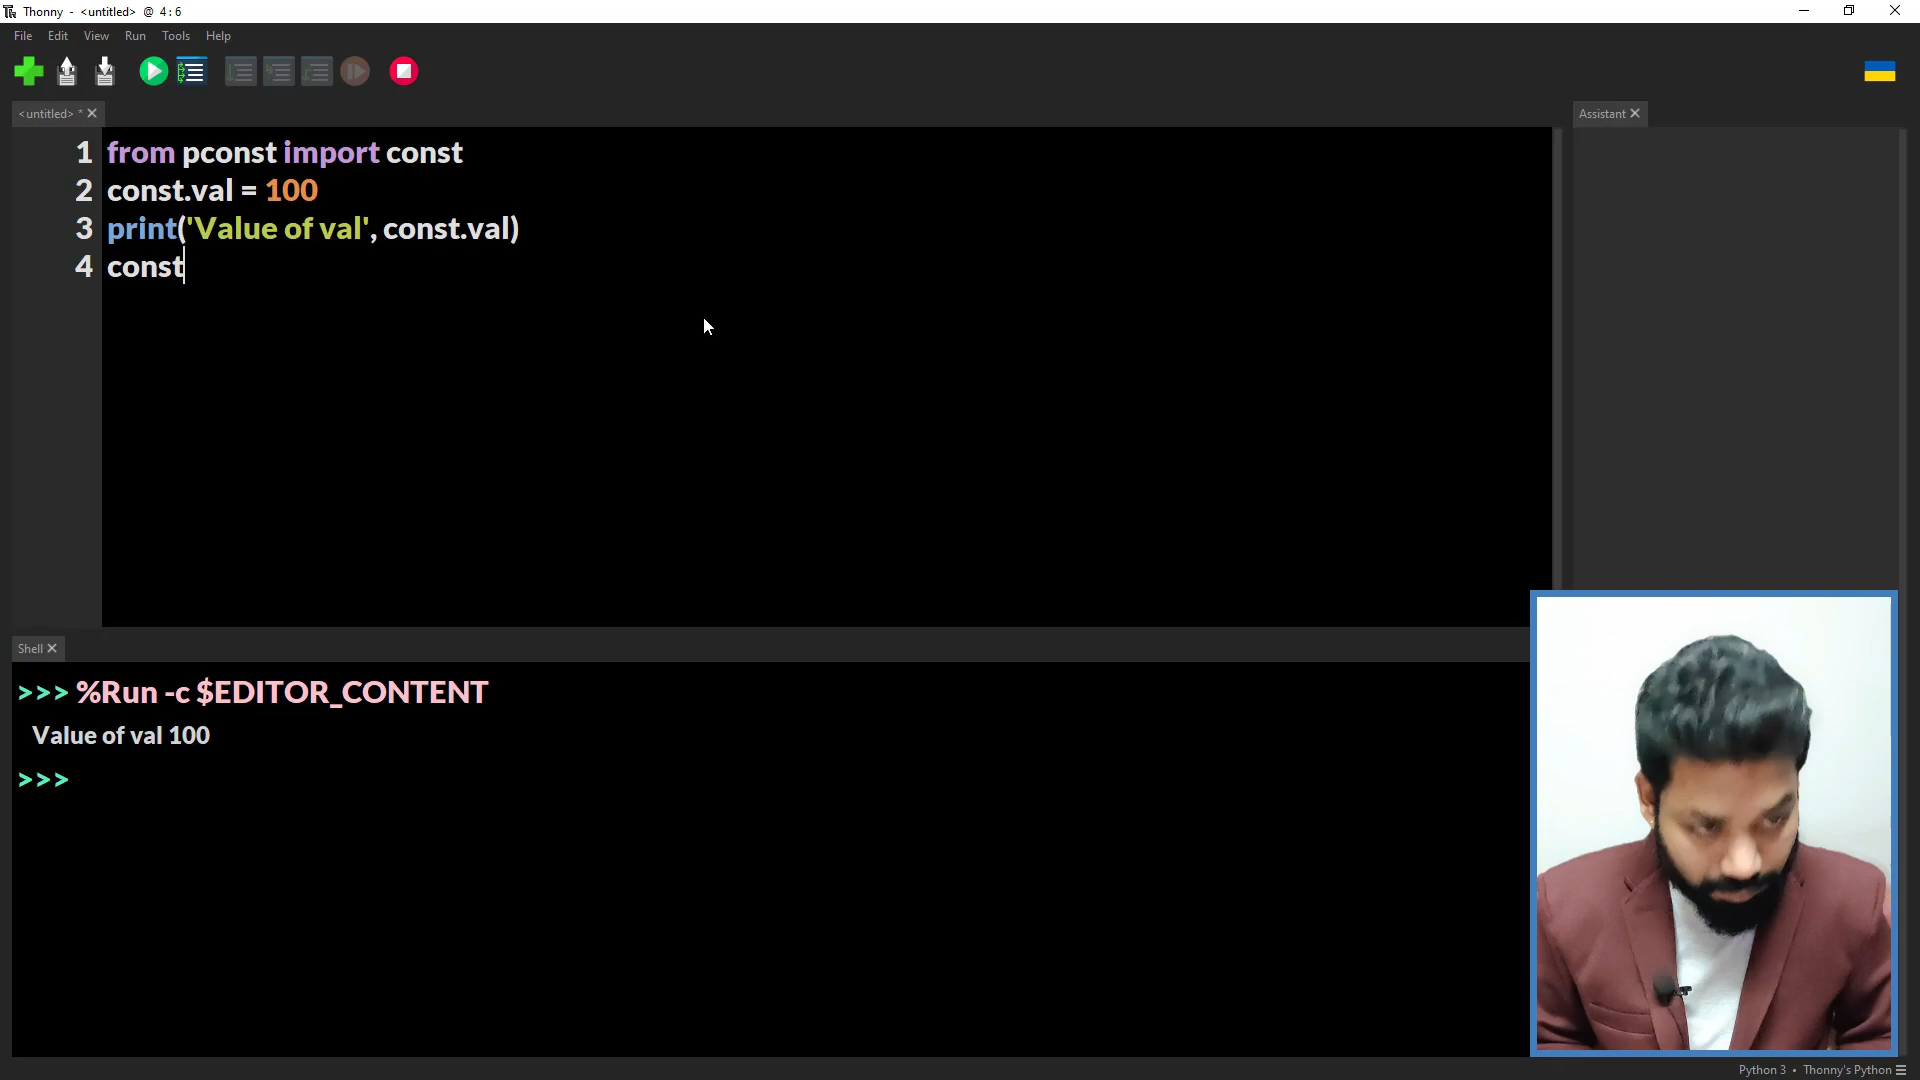 Thonny - <untitled> @ 4:6
File Edit View Run Tools Help
<untitled> *
Assistant
1 from pconst import const
2 const.val = 100
3 print('Value of val', const.val)
4 const
Shell
>>> %Run -c $EDITOR_CONTENT
Value of val 100
>>>
Python 3 • Thonny's Python ☰